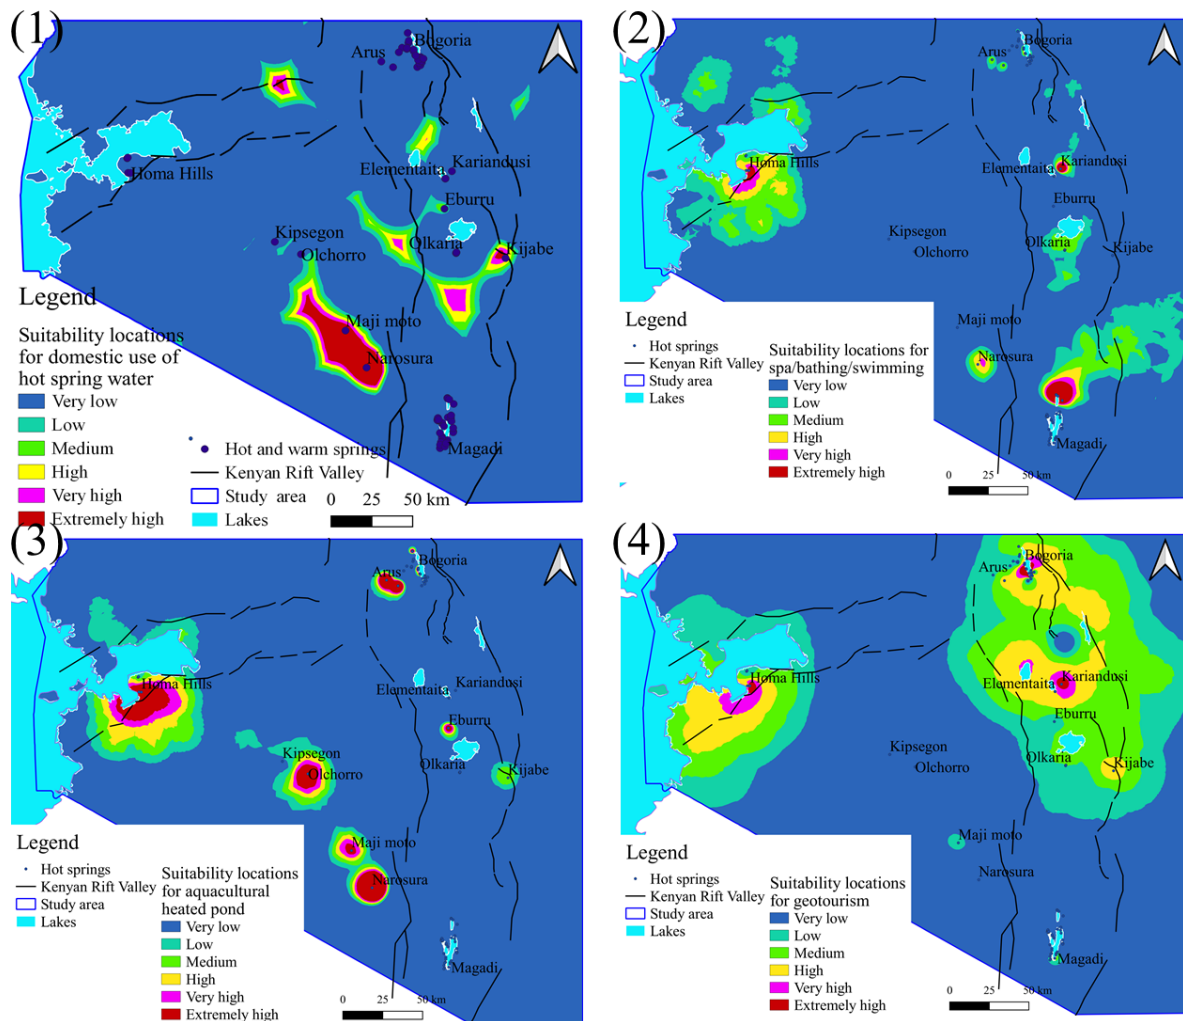 (1)
Bogoria
Arus
Homa Hills
Elementaita
Kariandusi
Eburru
Kipsegon
Olchorro
Olkaria
Kijabe
Maji moto
Narosura
Magadi
Legend
Suitability locations
for domestic use of
hot spring water
Very low
Low
Medium
High
Very high
Extremely high
Hot and warm springs
Kenyan Rift Valley
Study area
Lakes
0 25 50 km
(2)
Bogoria
Arus
Homa Hills
Elementaita
Kariandusi
Eburru
Kipsegon
Olchorro
Olkaria
Kijabe
Maji moto
Narosura
Magadi
Legend
Hot springs
Kenyan Rift Valley
Study area
Lakes
Suitability locations for
spa/bathing/swimming
Very low
Low
Medium
High
Very high
Extremely high
0 25 50 km
(3)
Bogoria
Arus
Homa Hills
Elementaita
Kariandusi
Eburru
Kipsegon
Olchorro
Olkaria
Kijabe
Maji moto
Narosura
Magadi
Legend
Hot springs
Kenyan Rift Valley
Study area
Lakes
Suitability locations
for aquacultural
heated pond
Very low
Low
Medium
High
Very high
Extremely high
0 25 50 km
(4)
Bogoria
Arus
Homa Hills
Elementaita
Kariandusi
Eburru
Kipsegon
Olchorro
Olkaria
Kijabe
Maji moto
Narosura
Magadi
Legend
Hot springs
Kenyan Rift Valley
Study area
Lakes
Suitability locations
for geotourism
Very low
Low
Medium
High
Very high
Extremely high
0 25 50 km